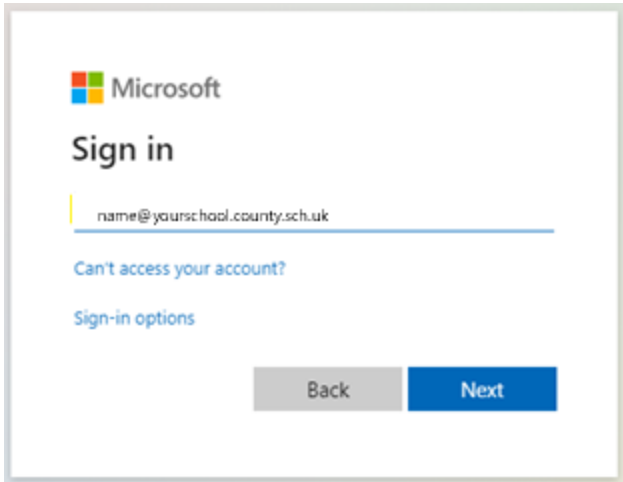 Microsoft
Sign in
name@yourschool.county.sch.uk
Can't access your account?
Sign-in options
Back Next